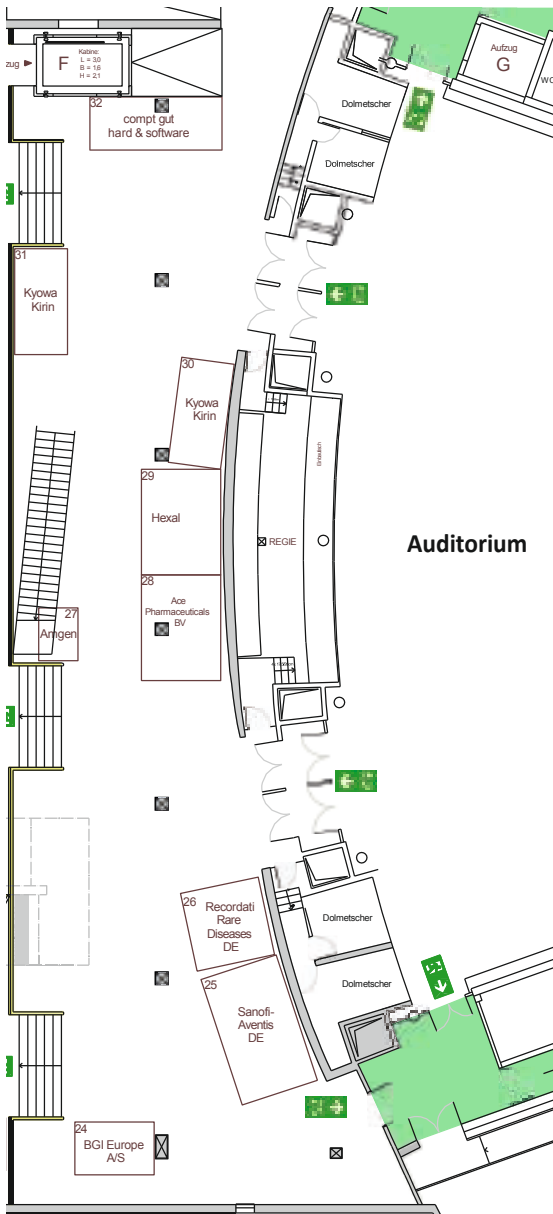 zug
F
Kabine:
L = 3,0
B = 1,6
H = 2,1
Aufzug
G
wo
32
compt gut
hard & software
Dolmetscher
Dolmetscher
31
Kyowa
Kirin
30
Kyowa
Kirin
29
Hexal
REGIE
Auditorium
28
Ace
Pharmaceuticals
BV
27
Amgen
26
Recordati
Rare
Diseases
DE
Dolmetscher
25
Sanofi-
Aventis
DE
Dolmetscher
24
BGI Europe
A/S